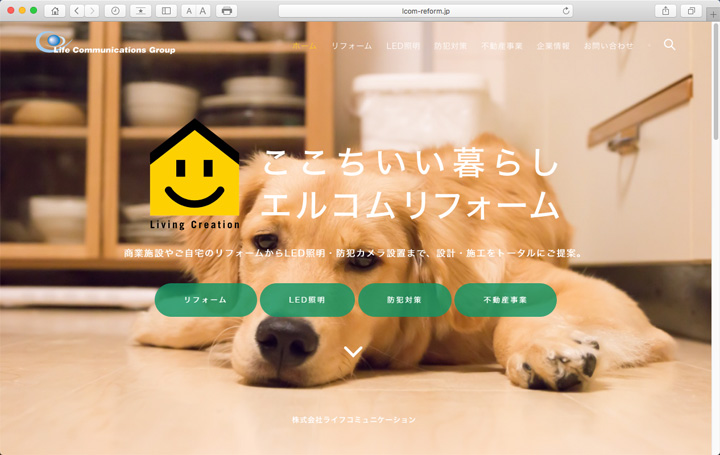 lcom-reform.jp
A A
Life Communications Group
ホーム リフォーム LED照明 防犯対策 不動産事業 企業情報 お問い合わせ
ここちいい暮らし
エルコムリフォーム
Living Creation
商業施設やご自宅のリフォームからLED照明・防犯カメラ設置まで、設計・施工をトータルにご提案。
リフォーム LED照明 防犯対策 不動産事業
株式会社ライフコミュニケーション